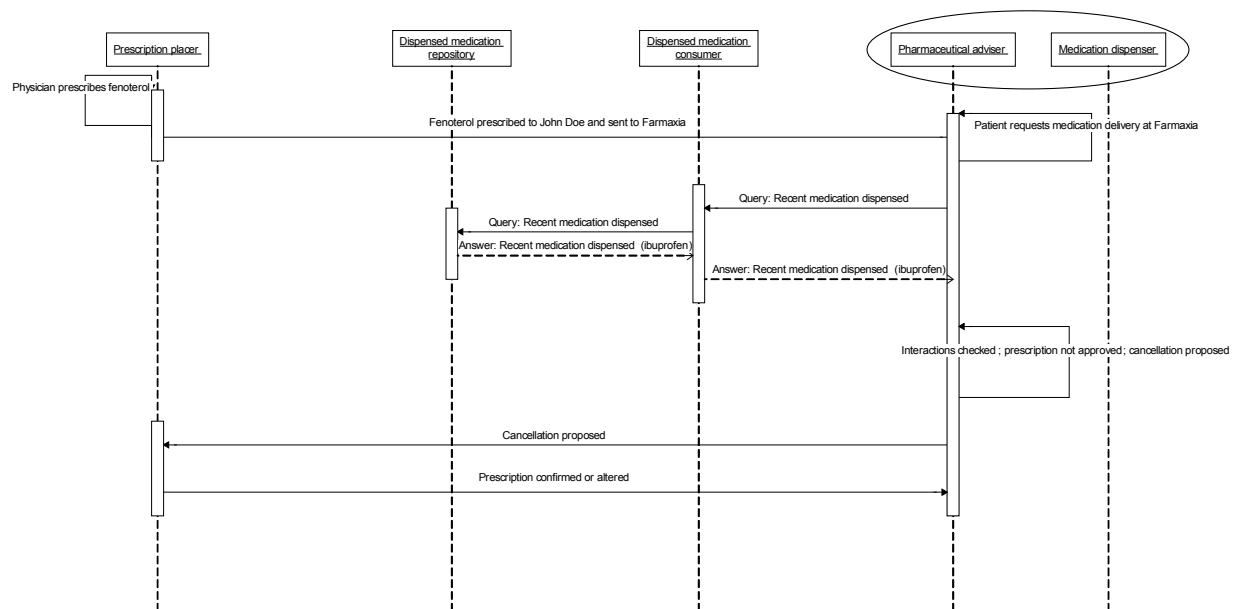 Prescription placer
Dispensed medication
repository
Dispensed medication
consumer
Pharmaceutical adviser
Medication dispenser
Physician prescribes fenoterol
Fenoterol prescribed to John Doe and sent to Farmaxia
Patient requests medication delivery at Farmaxia
Query: Recent medication dispensed
Query: Recent medication dispensed
Answer: Recent medication dispensed (ibuprofen)
Answer: Recent medication dispensed (ibuprofen)
Interactions checked ; prescription not approved ; cancellation proposed
Cancellation proposed
Prescription confirmed or altered